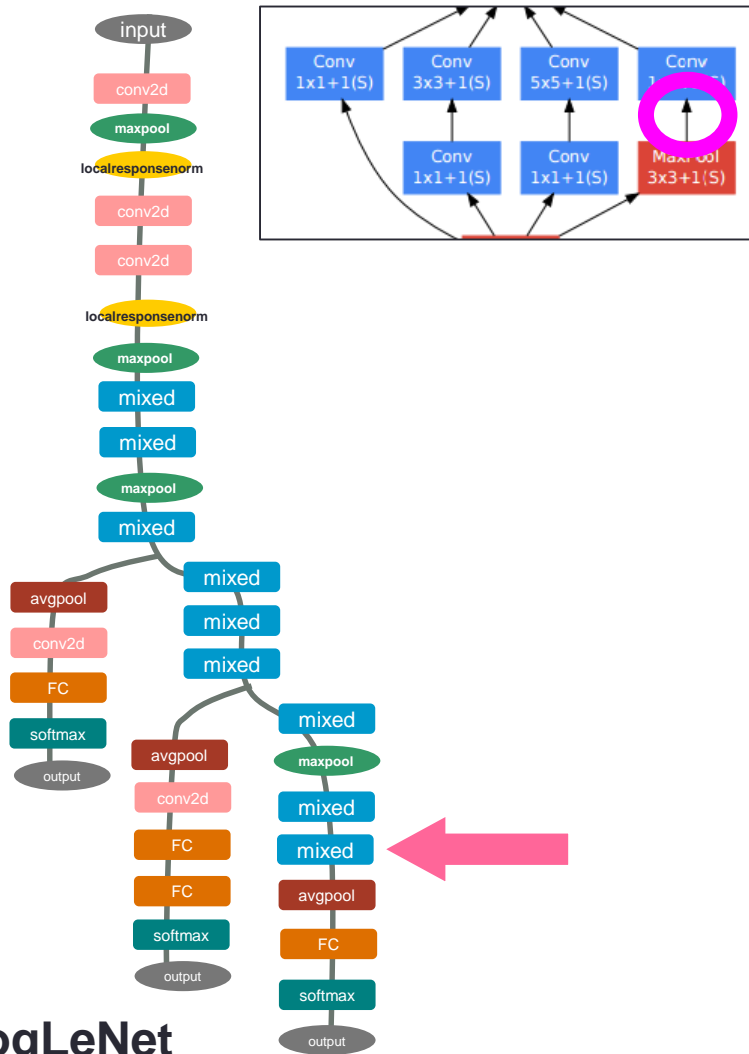 input
conv2d
maxpool
localresponsenorm
conv2d
conv2d
localresponsenorm
maxpool
mixed
mixed
maxpool
mixed
avgpool
conv2d
FC
softmax
output
mixed
mixed
mixed
avgpool
conv2d
FC
FC
softmax
output
mixed
maxpool
mixed
mixed
avgpool
FC
softmax
output
Conv
1x1+1(S)
Conv
3x3+1(S)
Conv
5x5+1(S)
Conv
Conv
1x1+1(S)
Conv
1x1+1(S)
MaxPool
3x3+1(S)
ogLeNet